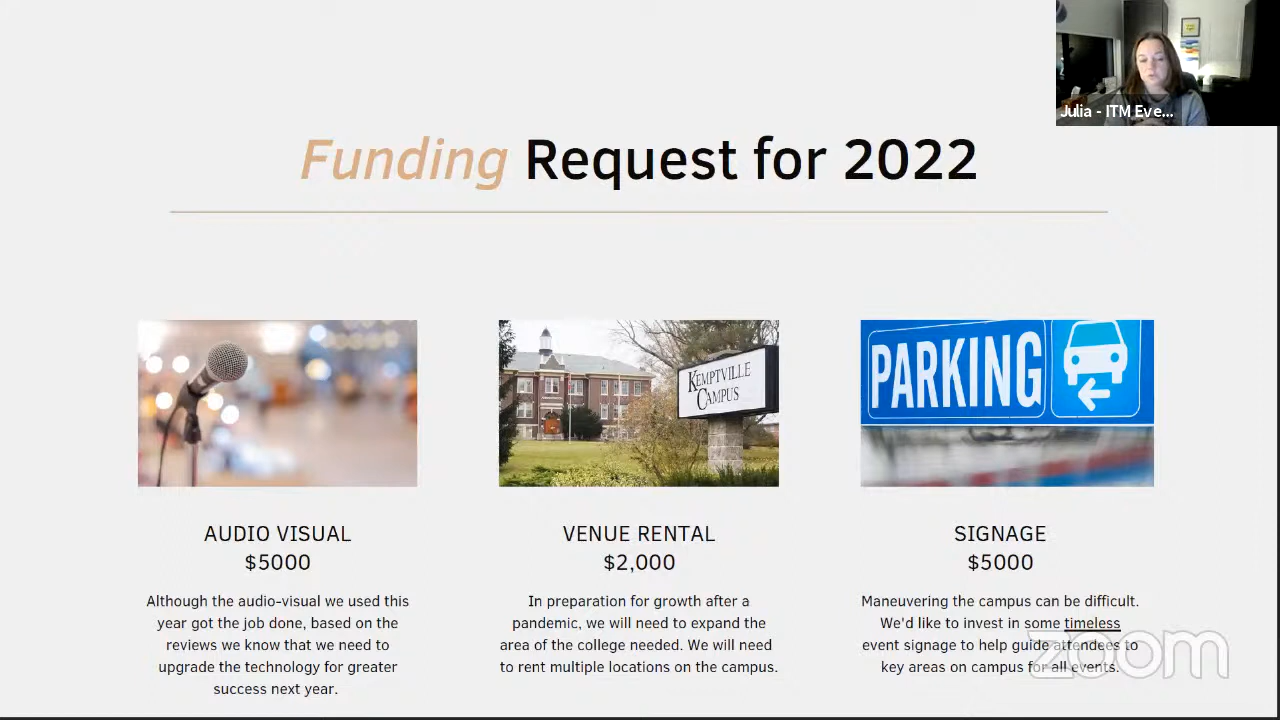 Julia - ITM Eve...
Funding Request for 2022
KEMPTVILLE
CAMPUS
PARKING
AUDIO VISUAL
$5000
Although the audio-visual we used this
year got the job done, based on the
reviews we know that we need to
upgrade the technology for greater
success next year.
VENUE RENTAL
$2,000
In preparation for growth after a
pandemic, we will need to expand the
area of the college needed. We will need
to rent multiple locations on the campus.
SIGNAGE
$5000
Maneuvering the campus can be difficult.
We'd like to invest in some timeless
event signage to help guide attendees to
key areas on campus for all events.
zoom